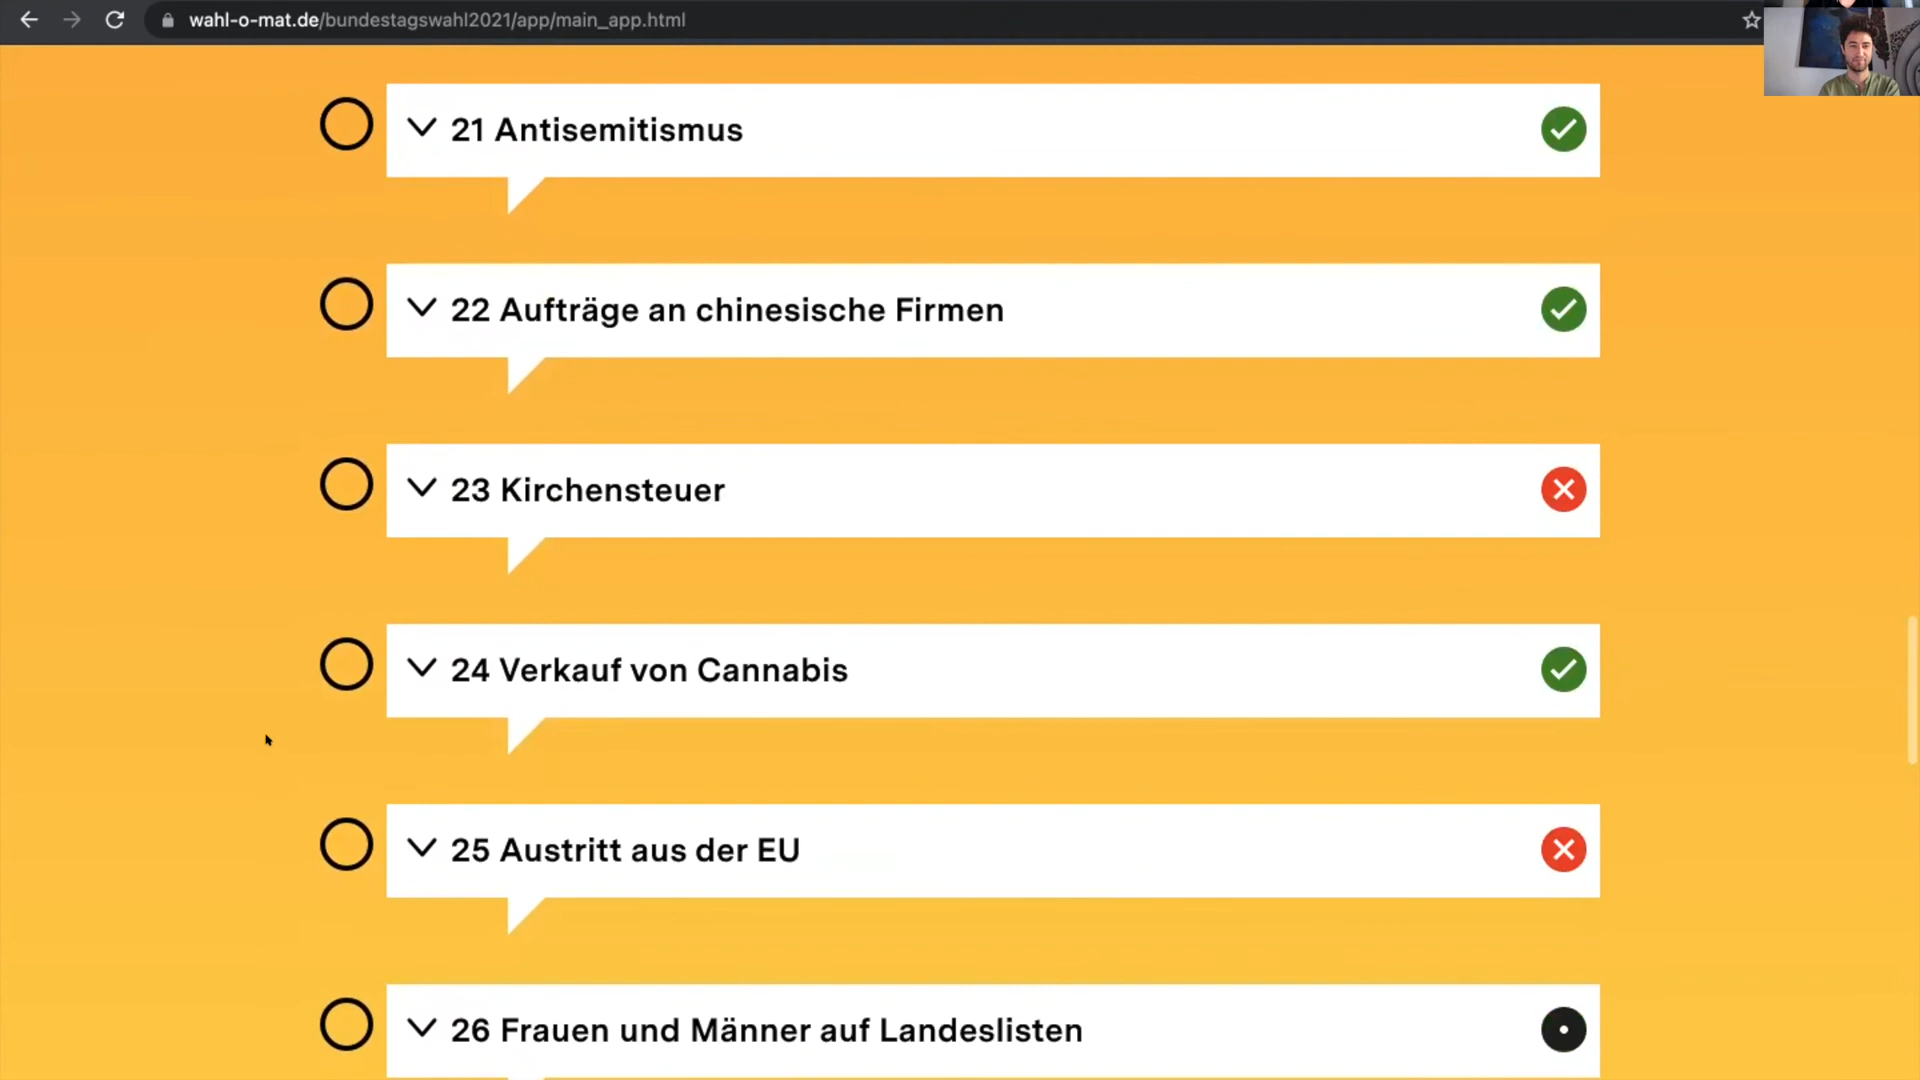 wahl-o-mat.de/bundestagswahl2021/app/main_app.html
21 Antisemitismus
22 Aufträge an chinesische Firmen
23 Kirchensteuer
24 Verkauf von Cannabis
25 Austritt aus der EU
26 Frauen und Männer auf Landeslisten